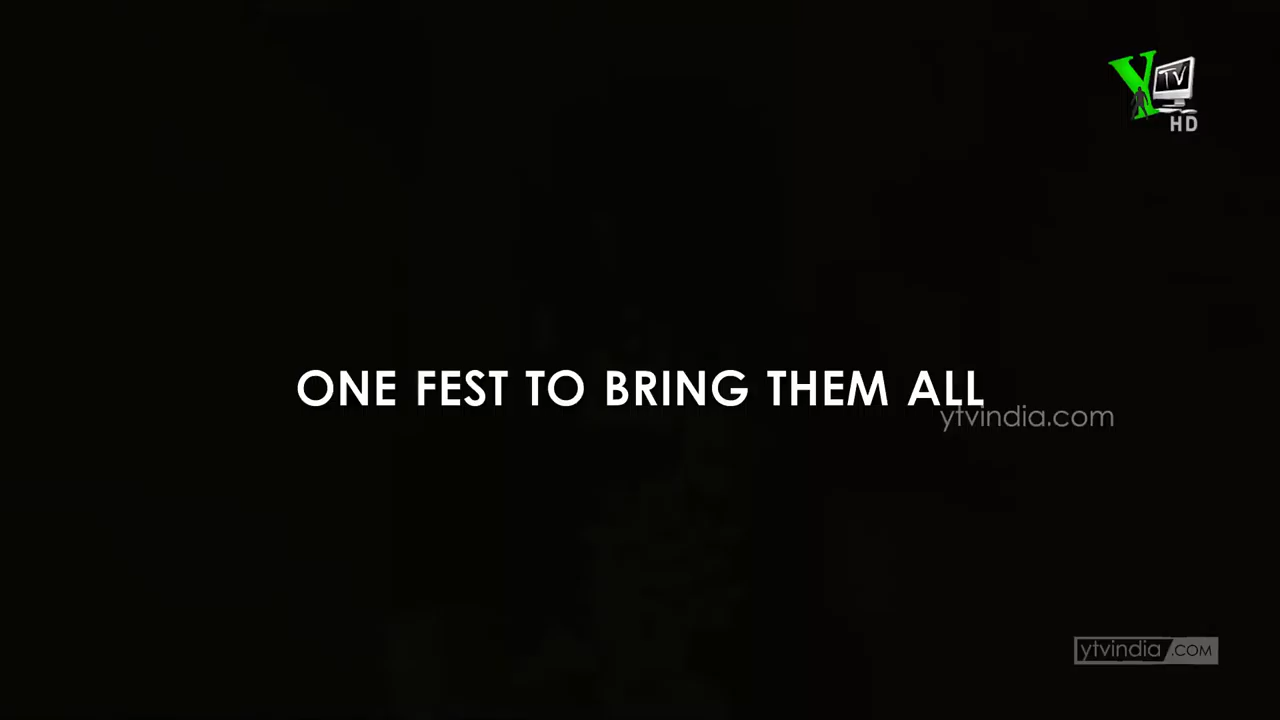 Y TV
HD
ONE FEST TO BRING THEM ALL
ytvindia.com
ytvindia.COM